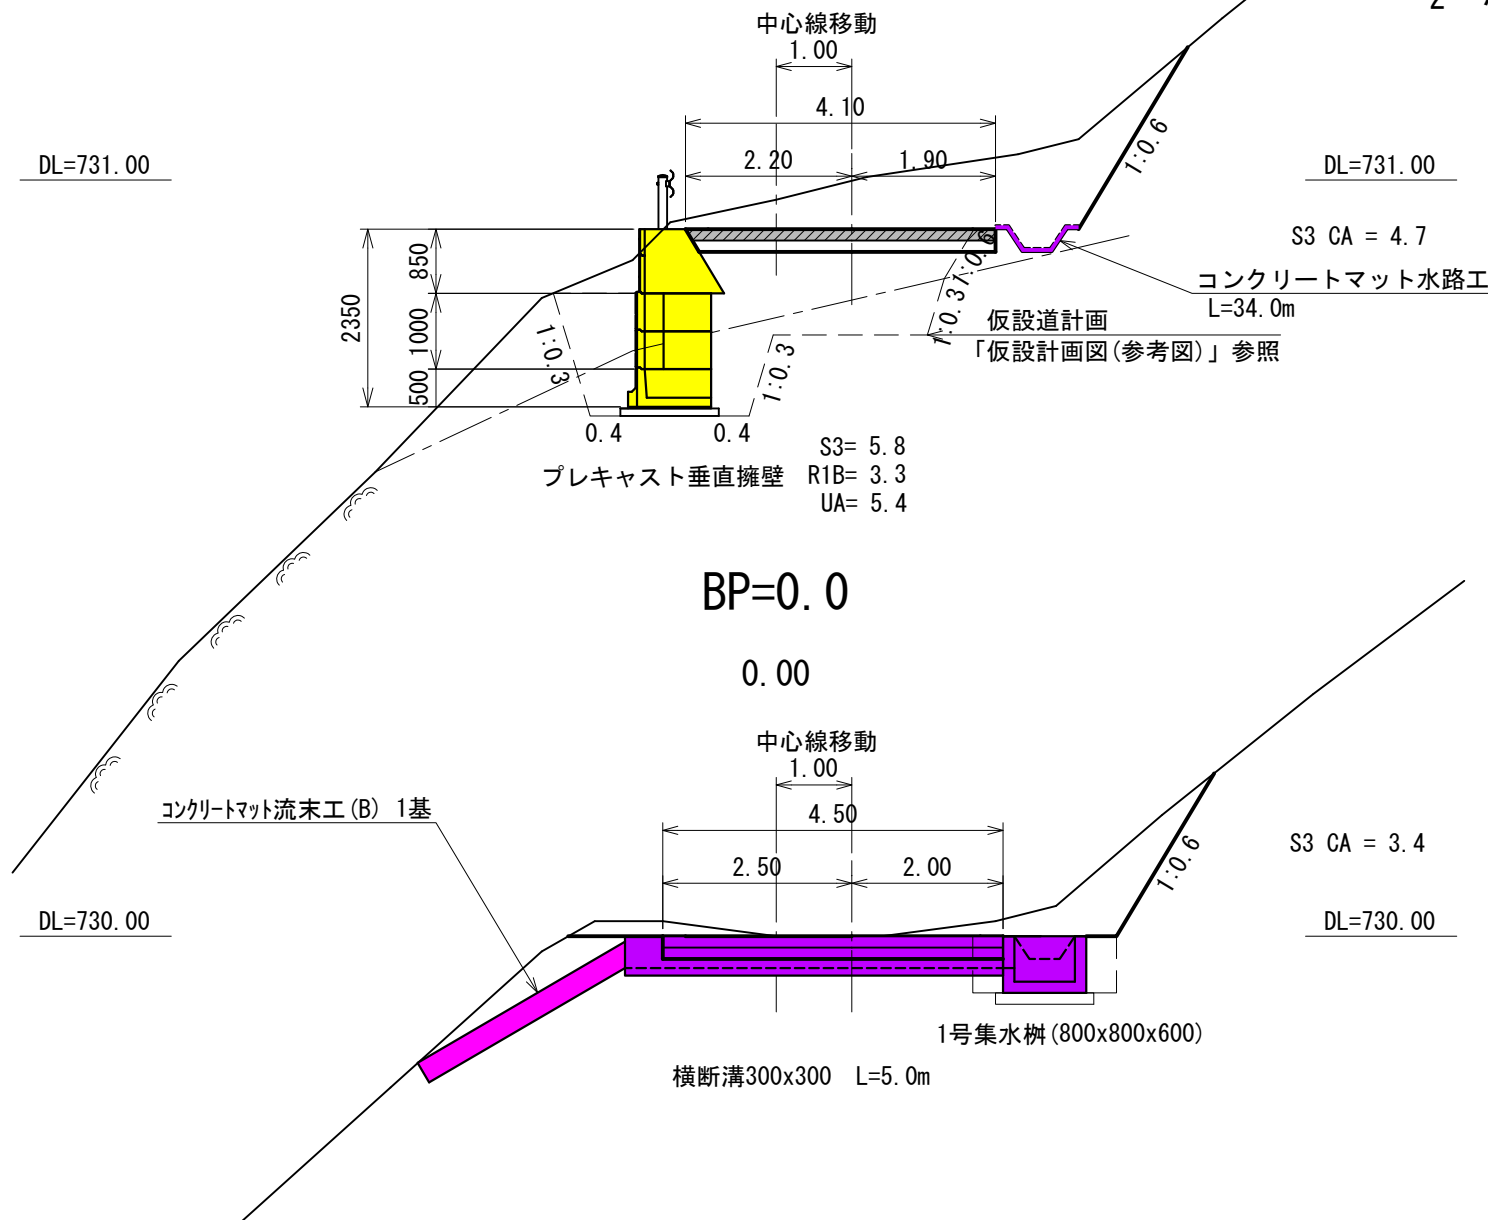 中心線移動
1.00
4.10
2.20
1.90
1:0.6
DL=731.00
DL=731.00
S3 CA = 4.7
850
1000
500
2350
1:0.6
1:0.3
コンクリートマット水路工
L=34.0m
仮設道計画
「仮設計画図(参考図)」参照
1:0.3
1:0.3
0.4
0.4
プレキャスト垂直擁壁
S3= 5.8
R1B= 3.3
UA= 5.4
BP=0.0
0.00
中心線移動
1.00
4.50
2.50
2.00
コンクリートマット流末工(B) 1基
1:0.6
S3 CA = 3.4
DL=730.00
DL=730.00
1号集水桝(800x800x600)
横断溝300x300 L=5.0m